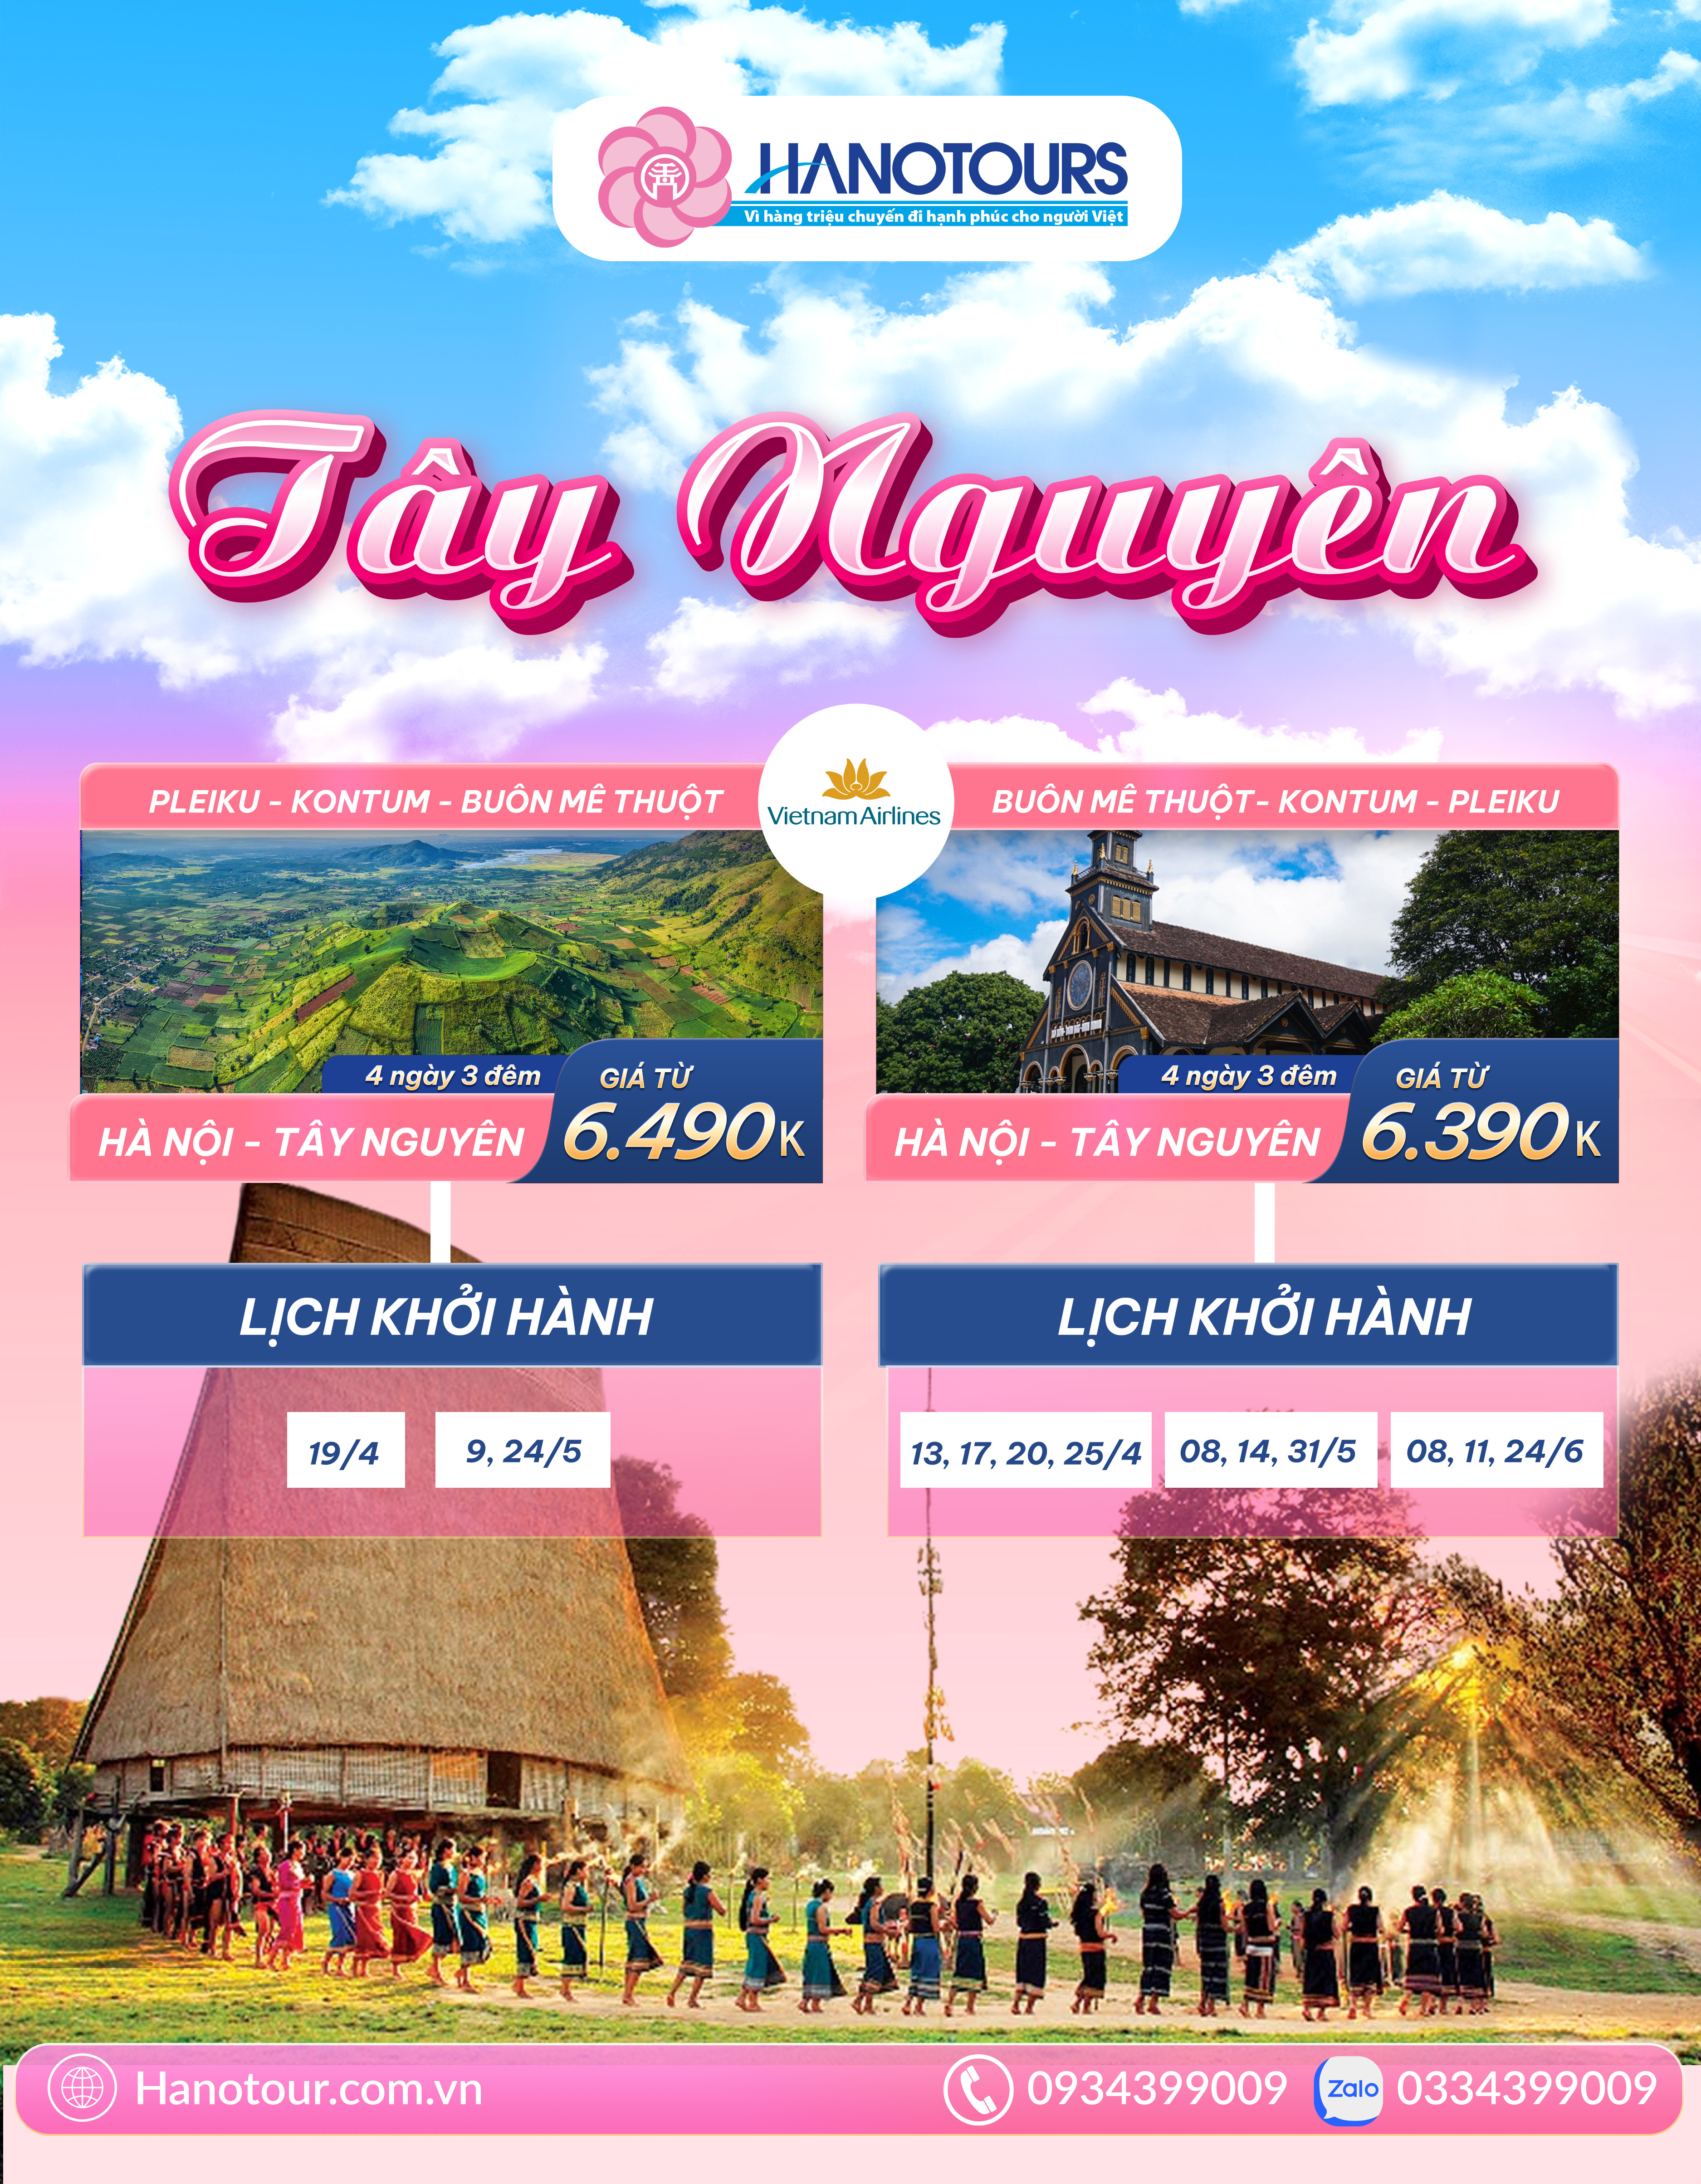 HANOTOURS
Vì hàng triệu chuyến đi hạnh phúc cho người Việt
Tây Nguyên
Vietnam Airlines
PLEIKU - KONTUM - BUÔN MÊ THUỘT
4 ngày 3 đêm
GIÁ TỪ
HÀ NỘI - TÂY NGUYÊN
6.490K
LỊCH KHỞI HÀNH
19/4
9, 24/5
BUÔN MÊ THUỘT- KONTUM - PLEIKU
4 ngày 3 đêm
GIÁ TỪ
HÀ NỘI - TÂY NGUYÊN
6.390K
LỊCH KHỞI HÀNH
13, 17, 20, 25/4
08, 14, 31/5
08, 11, 24/6
Hanotour.com.vn
0934399009
Zalo
0334399009